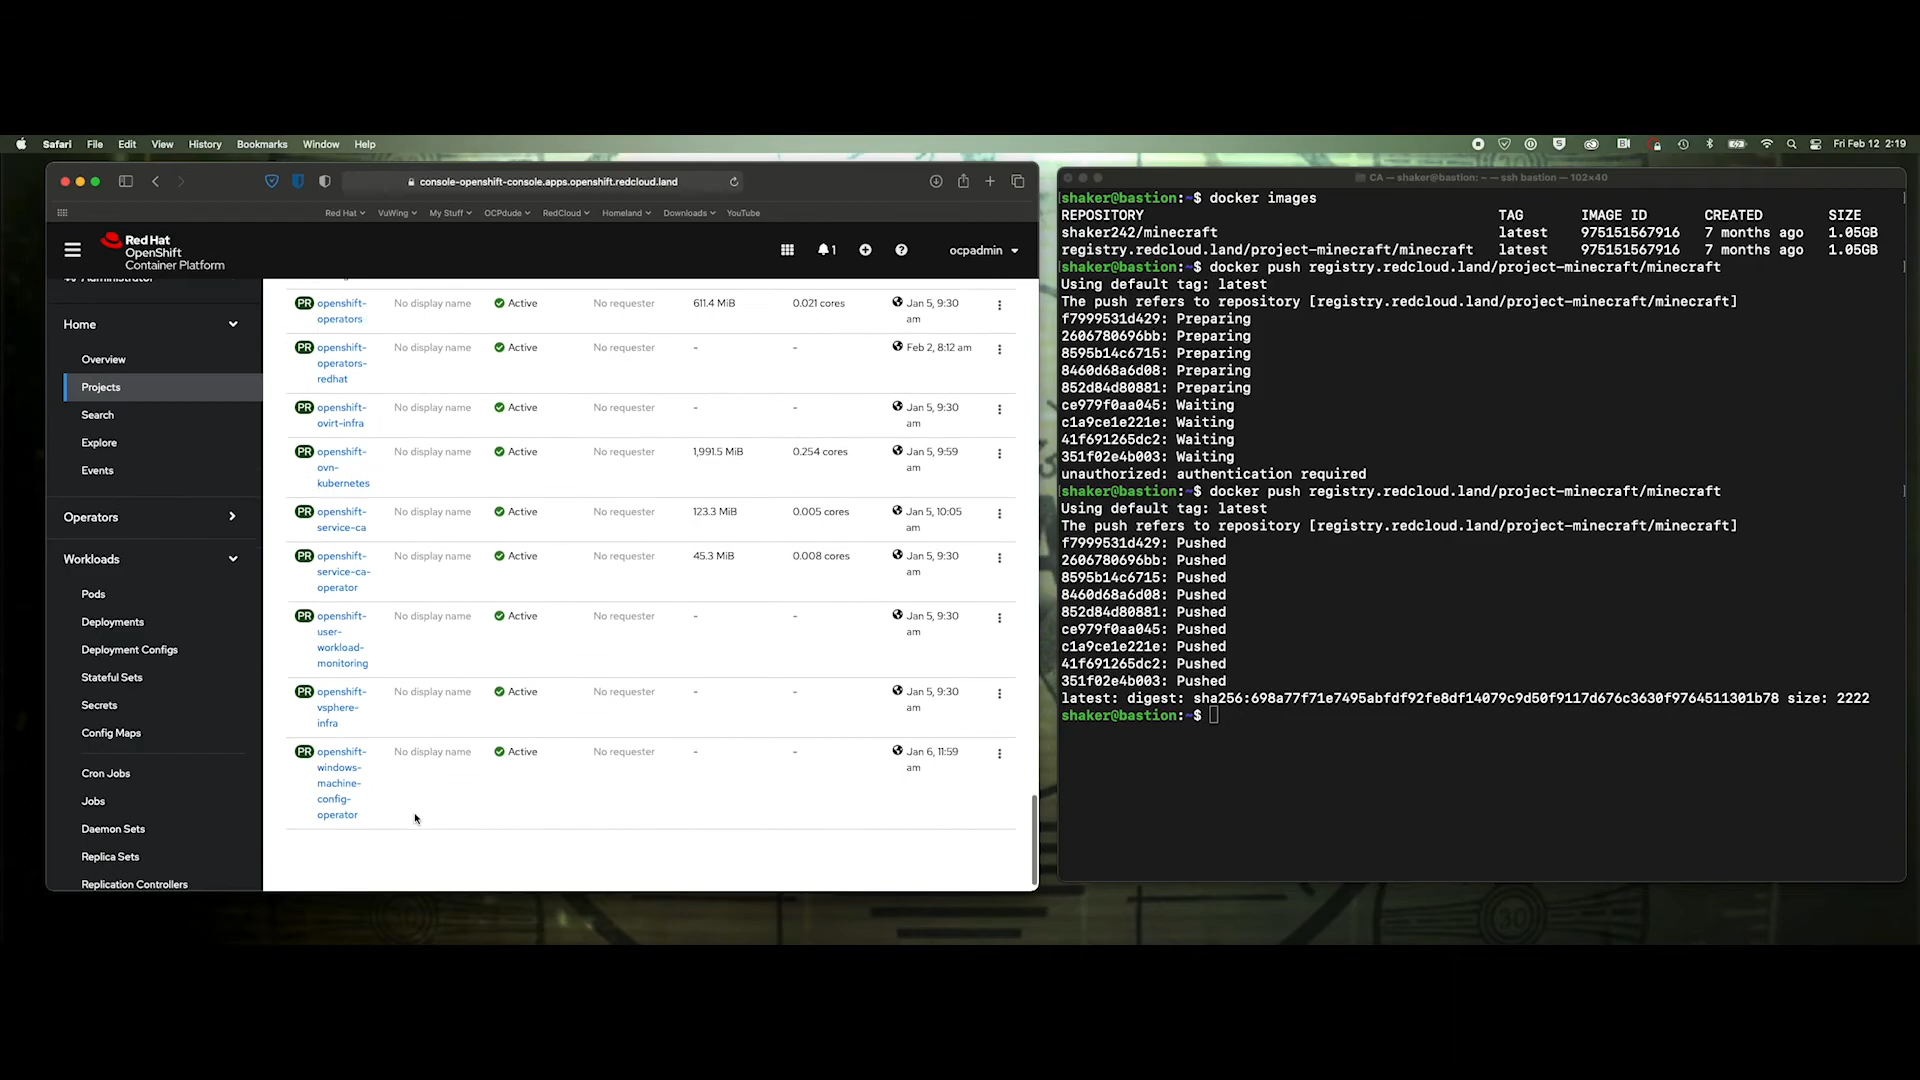 Safari File Edit View History Bookmarks Window Help
Fri Feb 12 2:19
console-openshift-console.apps.openshift.redcloud.land
Red Hat VuWing My Stuff OCPdude RedCloud Homeland Downloads YouTube
Red Hat
OpenShift
Container Platform
1
ocpadmin
Administrator
Home
Overview
Projects
Search
Explore
Events
Operators
Workloads
Pods
Deployments
Deployment Configs
Stateful Sets
Secrets
Config Maps
Cron Jobs
Jobs
Daemon Sets
Replica Sets
Replication Controllers
PR openshift- No display name Active No requester 611.4 MiB 0.021 cores Jan 5, 9:30
operators am
PR openshift- No display name Active No requester - - Feb 2, 8:12 am
operators-
redhat
PR openshift- No display name Active No requester - - Jan 5, 9:30
ovirt-infra am
PR openshift- No display name Active No requester 1,991.5 MiB 0.254 cores Jan 5, 9:59
ovn- am
kubernetes
PR openshift- No display name Active No requester 123.3 MiB 0.005 cores Jan 5, 10:05
service-ca am
PR openshift- No display name Active No requester 45.3 MiB 0.008 cores Jan 5, 9:30
service-ca- am
operator
PR openshift- No display name Active No requester - - Jan 5, 9:30
user- am
workload-
monitoring
PR openshift- No display name Active No requester - - Jan 5, 9:30
vsphere- am
infra
PR openshift- No display name Active No requester - - Jan 6, 11:59
windows- am
machine-
config-
operator
CA — shaker@bastion: ~ — ssh bastion — 102×40
shaker@bastion:~$ docker images
REPOSITORY TAG IMAGE ID CREATED SIZE
shaker242/minecraft latest 975151567916 7 months ago 1.05GB
registry.redcloud.land/project-minecraft/minecraft latest 975151567916 7 months ago 1.05GB
shaker@bastion:~$ docker push registry.redcloud.land/project-minecraft/minecraft
Using default tag: latest
The push refers to repository [registry.redcloud.land/project-minecraft/minecraft]
f7999531d429: Preparing
2606780696bb: Preparing
8595b14c6715: Preparing
8460d68a6d08: Preparing
852d84d80881: Preparing
ce979f0aa045: Waiting
c1a9ce1e221e: Waiting
41f691265dc2: Waiting
351f02e4b003: Waiting
unauthorized: authentication required
shaker@bastion:~$ docker push registry.redcloud.land/project-minecraft/minecraft
Using default tag: latest
The push refers to repository [registry.redcloud.land/project-minecraft/minecraft]
f7999531d429: Pushed
2606780696bb: Pushed
8595b14c6715: Pushed
8460d68a6d08: Pushed
852d84d80881: Pushed
ce979f0aa045: Pushed
c1a9ce1e221e: Pushed
41f691265dc2: Pushed
351f02e4b003: Pushed
latest: digest: sha256:698a77f71e7495abfdf92fe8df14079c9d50f9117d676c3630f9764511301b78 size: 2222
shaker@bastion:~$